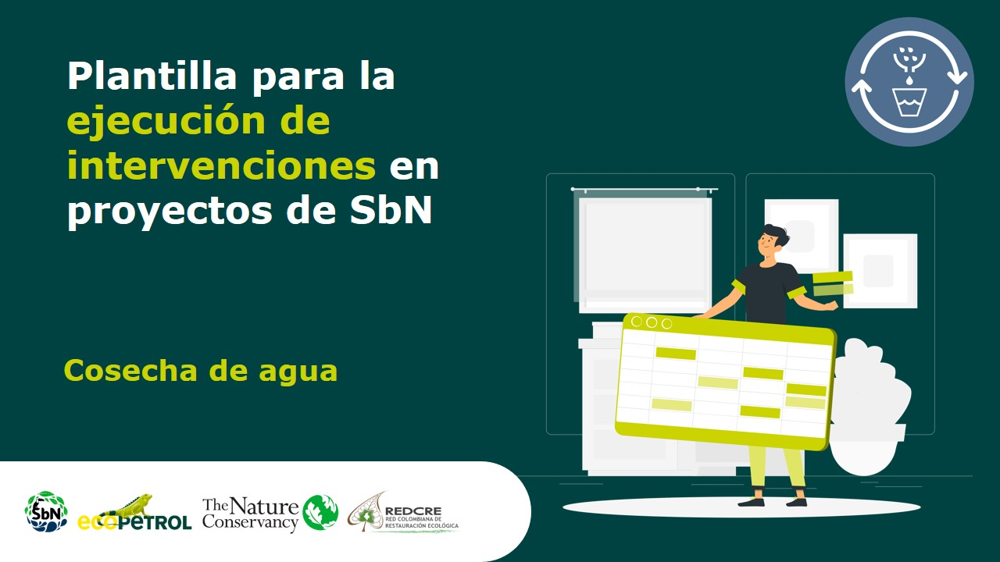 Plantilla para la
ejecución de
intervenciones en
proyectos de SbN
Cosecha de agua
SbN
ecopetrol
The Nature
Conservancy
REDCRE
RED COLOMBIANA DE
RESTAURACIÓN ECOLÓGICA